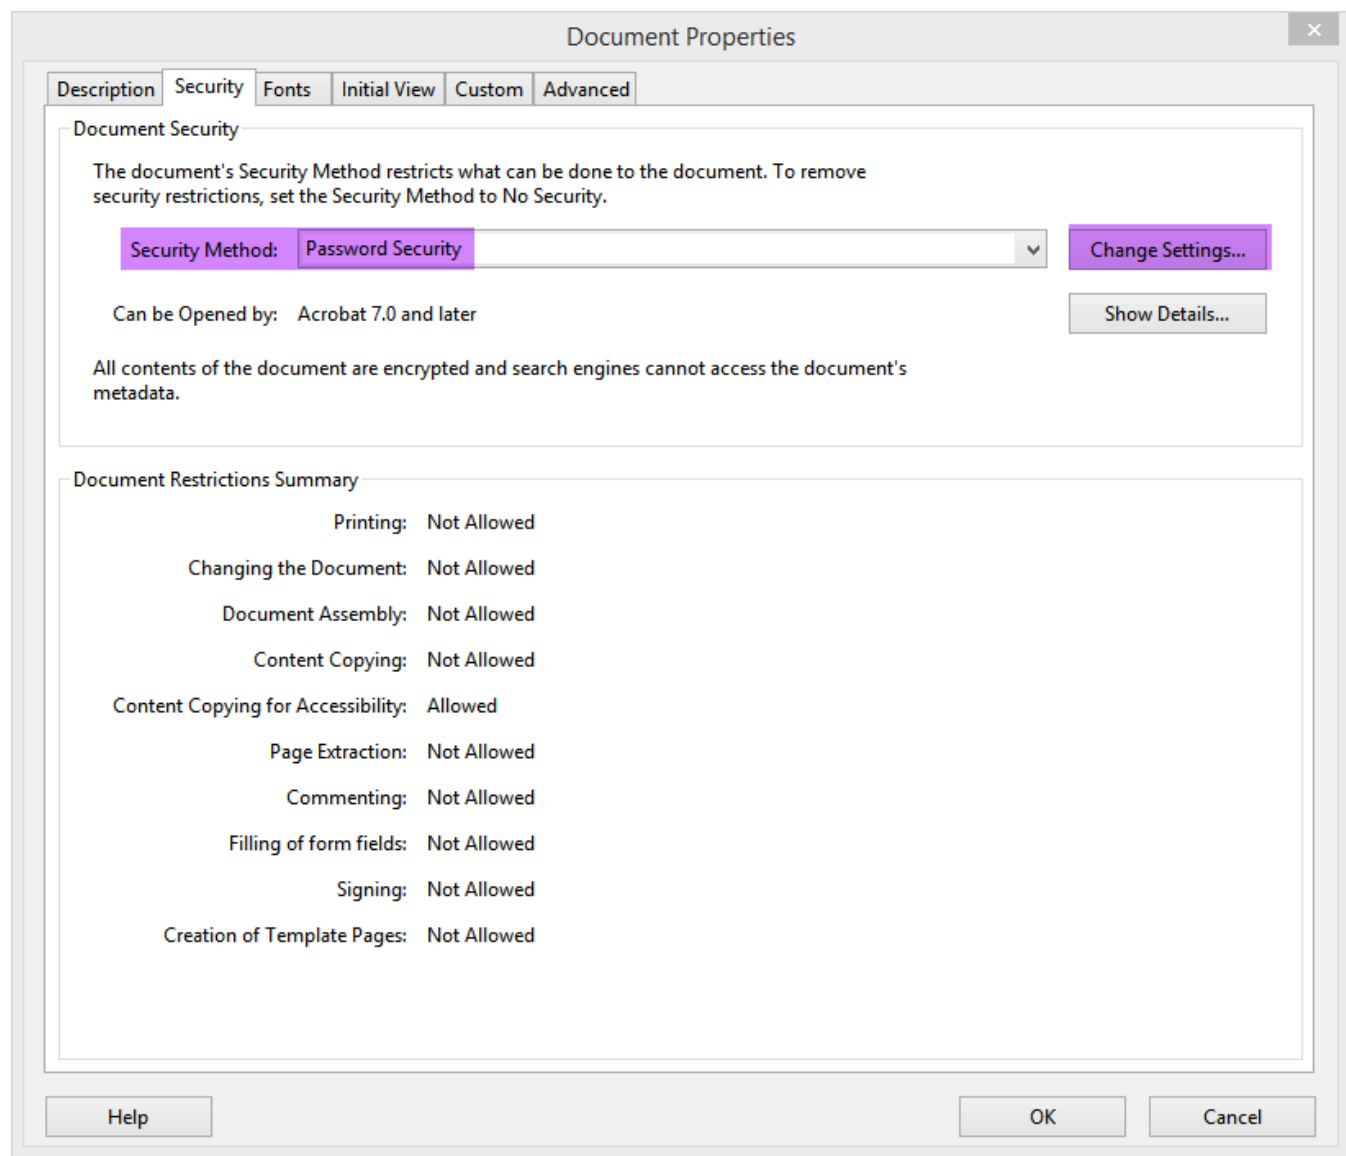 Document Properties
Description Security Fonts Initial View Custom Advanced
Document Security
The document's Security Method restricts what can be done to the document. To remove
security restrictions, set the Security Method to No Security.
Security Method: Password Security Change Settings...
Can be Opened by: Acrobat 7.0 and later Show Details...
All contents of the document are encrypted and search engines cannot access the document's
metadata.
Document Restrictions Summary
Printing: Not Allowed
Changing the Document: Not Allowed
Document Assembly: Not Allowed
Content Copying: Not Allowed
Content Copying for Accessibility: Allowed
Page Extraction: Not Allowed
Commenting: Not Allowed
Filling of form fields: Not Allowed
Signing: Not Allowed
Creation of Template Pages: Not Allowed
Help OK Cancel